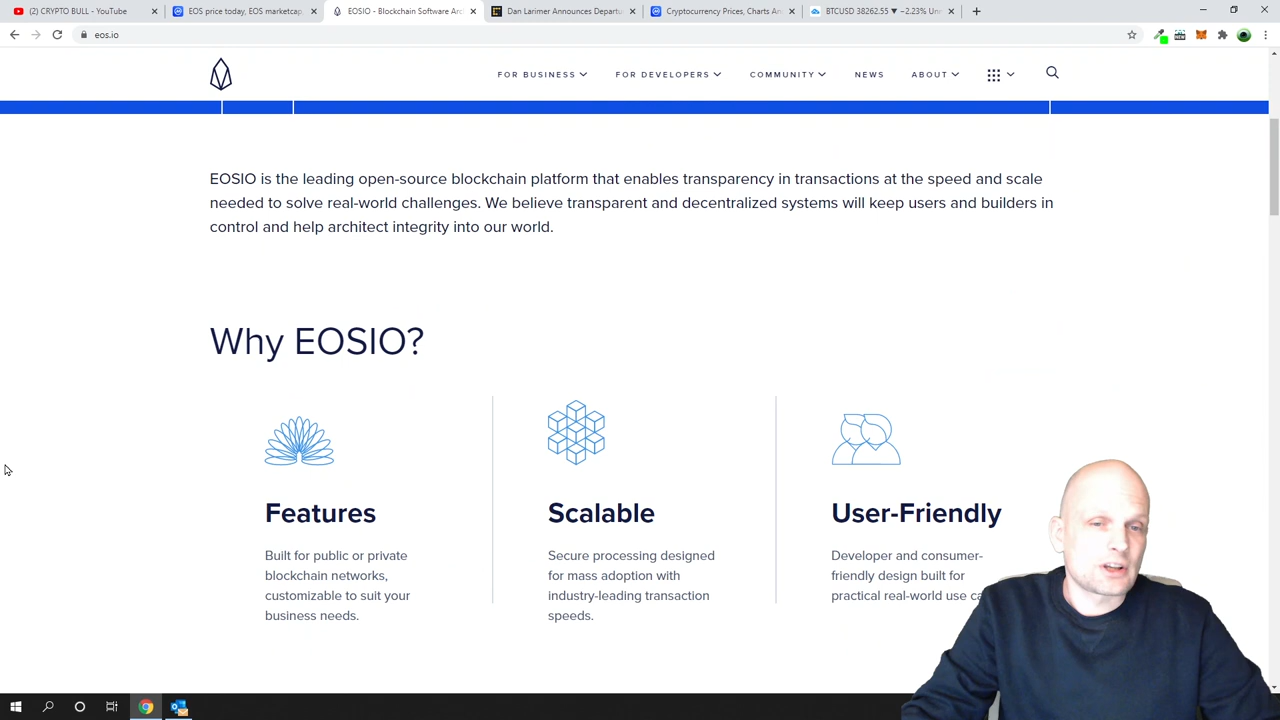 (2) CRYPTO BULL - YouTube
EOS price today, EOS marketcap,
EOSIO - Blockchain Software Arc
Dan Larimer Announces Departu
Cryptocurrency Prices, Charts An
BTCUSD 38262.55 ▼ −2.23% Un
eos.io
FOR BUSINESS
FOR DEVELOPERS
COMMUNITY
NEWS
ABOUT
EOSIO is the leading open-source blockchain platform that enables transparency in transactions at the speed and scale
needed to solve real-world challenges. We believe transparent and decentralized systems will keep users and builders in
control and help architect integrity into our world.
Why EOSIO?
Features
Built for public or private
blockchain networks,
customizable to suit your
business needs.
Scalable
Secure processing designed
for mass adoption with
industry-leading transaction
speeds.
User-Friendly
Developer and consumer-
friendly design built for
practical real-world use ca